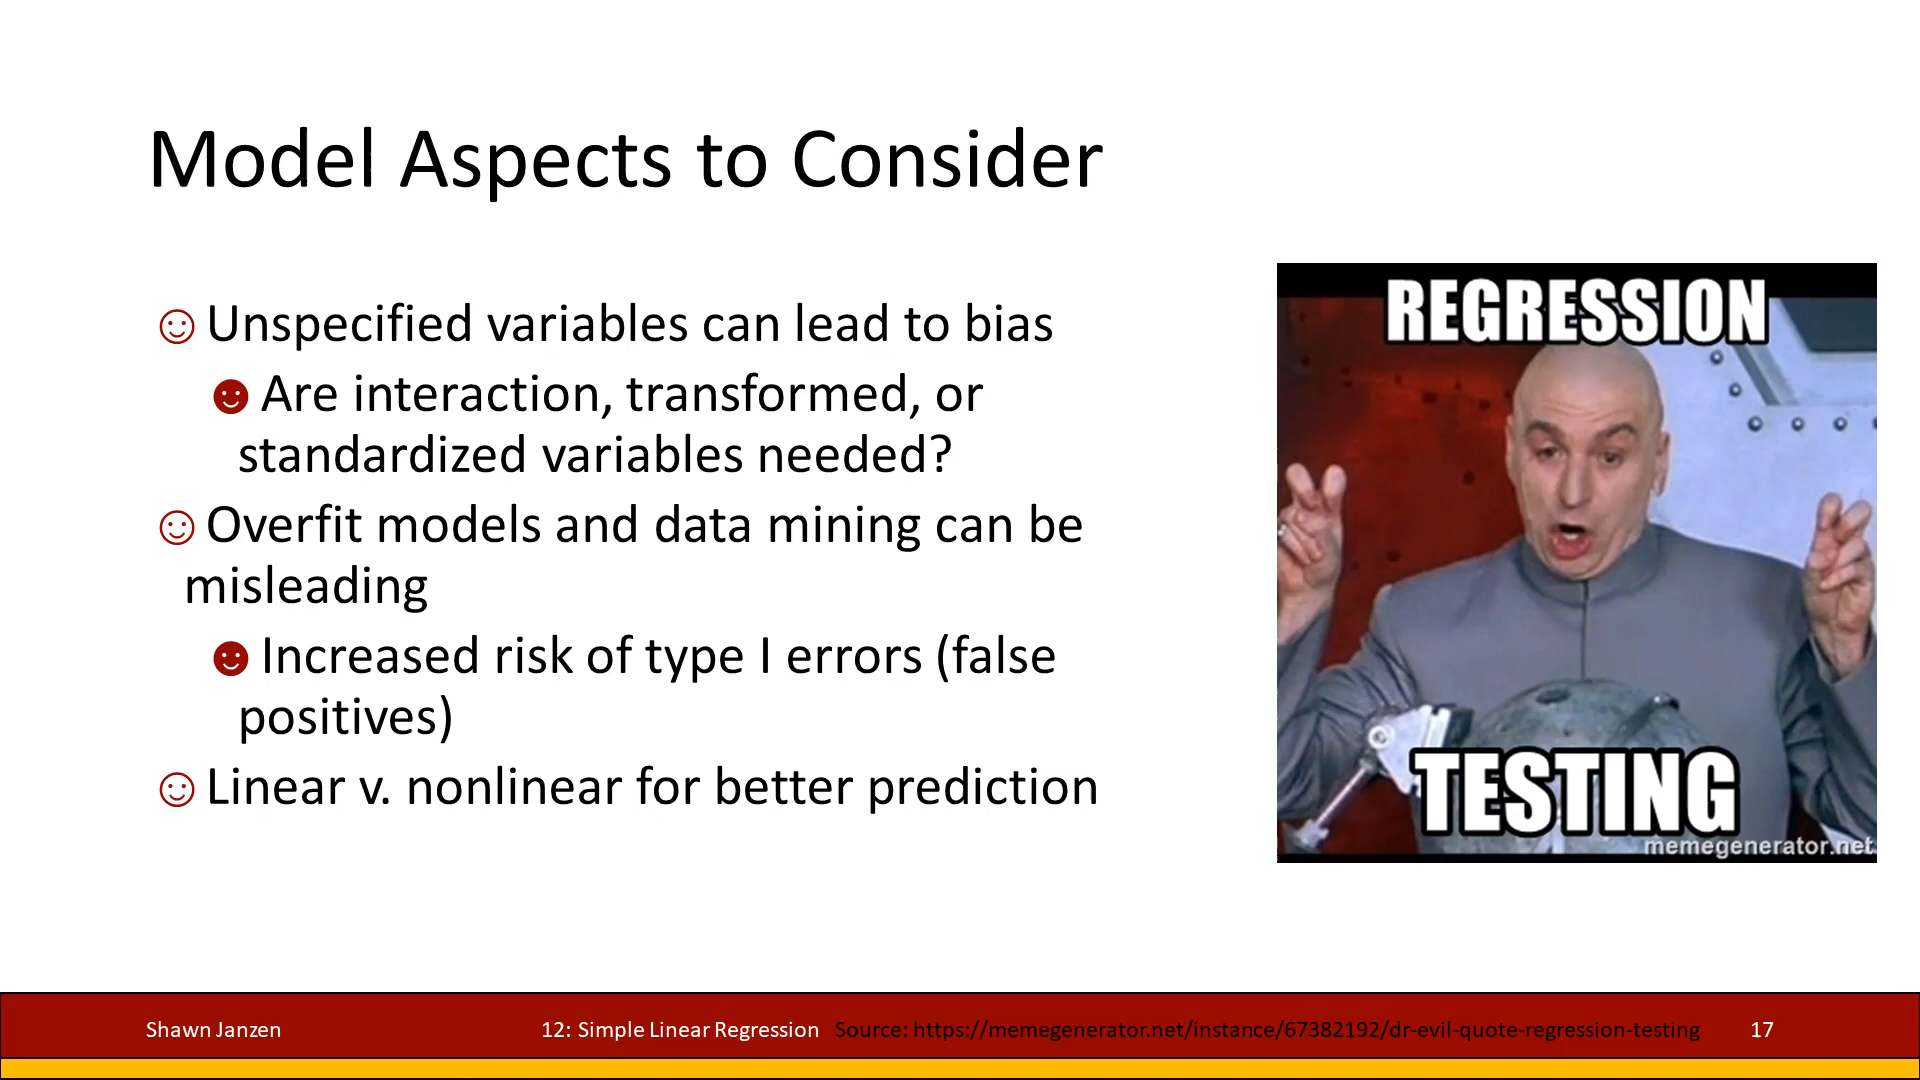 Model Aspects to Consider
Unspecified variables can lead to bias
Are interaction, transformed, or
standardized variables needed?
Overfit models and data mining can be
misleading
Increased risk of type I errors (false
positives)
Linear v. nonlinear for better prediction
REGRESSION
TESTING
memegenerator.net
Shawn Janzen
12: Simple Linear Regression
Source: https://memegenerator.net/instance/67382192/dr-evil-quote-regression-testing
17